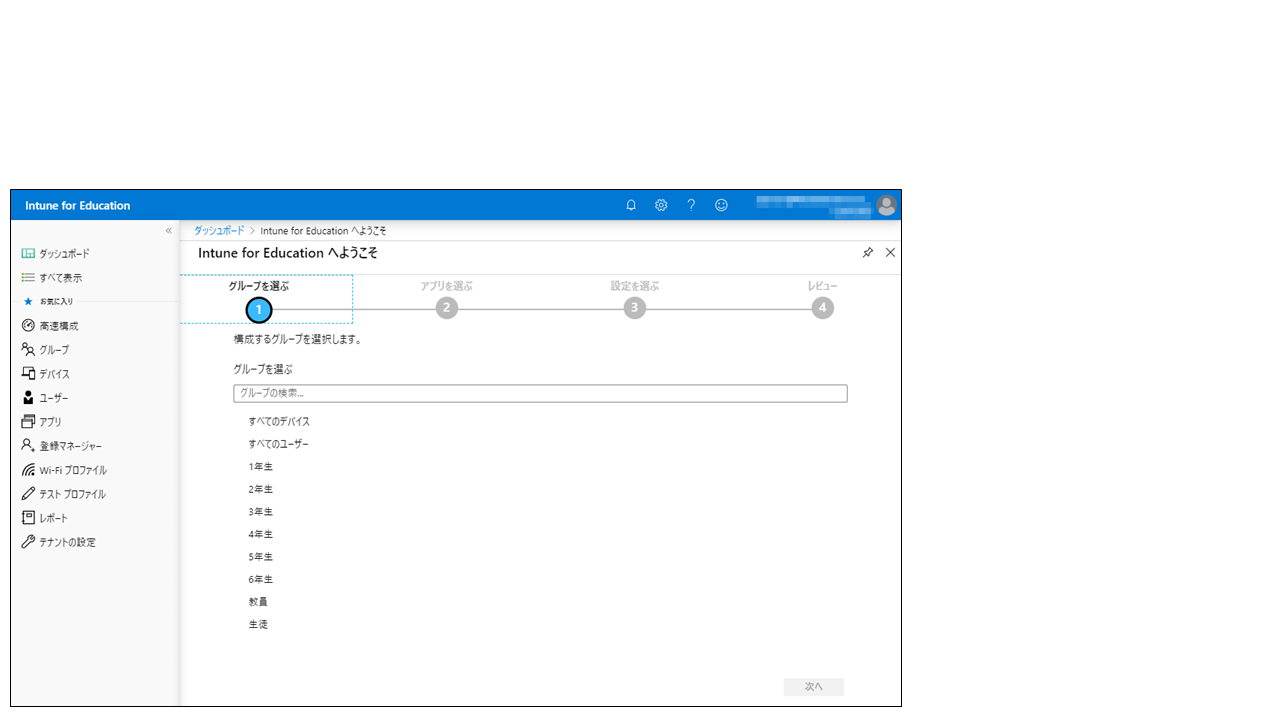 Intune for Education
«
ダッシュボード
すべて表示
お気に入り
高速構成
グループ
デバイス
ユーザー
アプリ
登録マネージャー
Wi-Fi プロファイル
テスト プロファイル
レポート
テナントの設定
ダッシュボード > Intune for Education へようこそ
Intune for Education へようこそ
グループを選ぶ アプリを選ぶ 設定を選ぶ レビュー
1 2 3 4
構成するグループを選択します。
グループを選ぶ
グループの検索...
すべてのデバイス
すべてのユーザー
1年生
2年生
3年生
4年生
5年生
6年生
教員
生徒
次へ